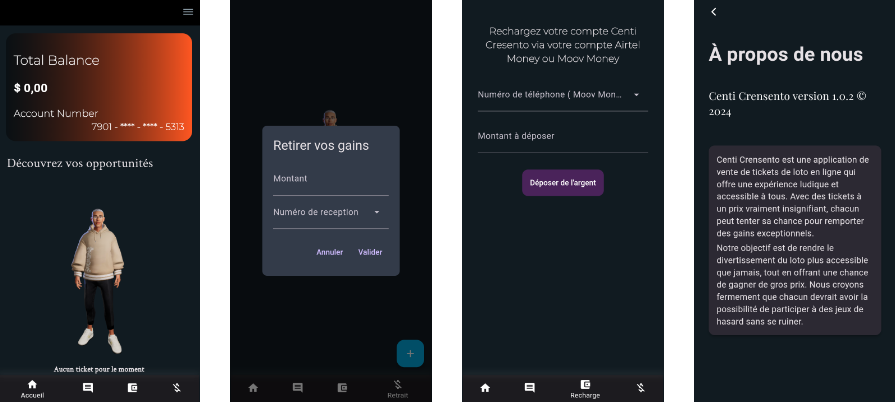 Total Balance
$ 0,00
Account Number
7901 - **** - **** - 5313
Découvrez vos opportunités
Aucun ticket pour le moment
Accueil
Retirer vos gains
Montant
Numéro de reception
Annuler
Valider
+
Retrait
Rechargez votre compte Centi
Cresento via votre compte Airtel
Money ou Moov Money
Numéro de téléphone ( Moov Mon...
Montant à déposer
Déposer de l'argent
Recharge
À propos de nous
Centi Crensento version 1.0.2 ©
2024
Centi Crensento est une application de
vente de tickets de loto en ligne qui
offre une expérience ludique et
accessible à tous. Avec des tickets à
un prix vraiment insignifiant, chacun
peut tenter sa chance pour remporter
des gains exceptionnels.
Notre objectif est de rendre le
divertissement du loto plus accessible
que jamais, tout en offrant une chance
de gagner de gros prix. Nous croyons
fermement que chacun devrait avoir la
possibilité de participer à des jeux de
hasard sans se ruiner.